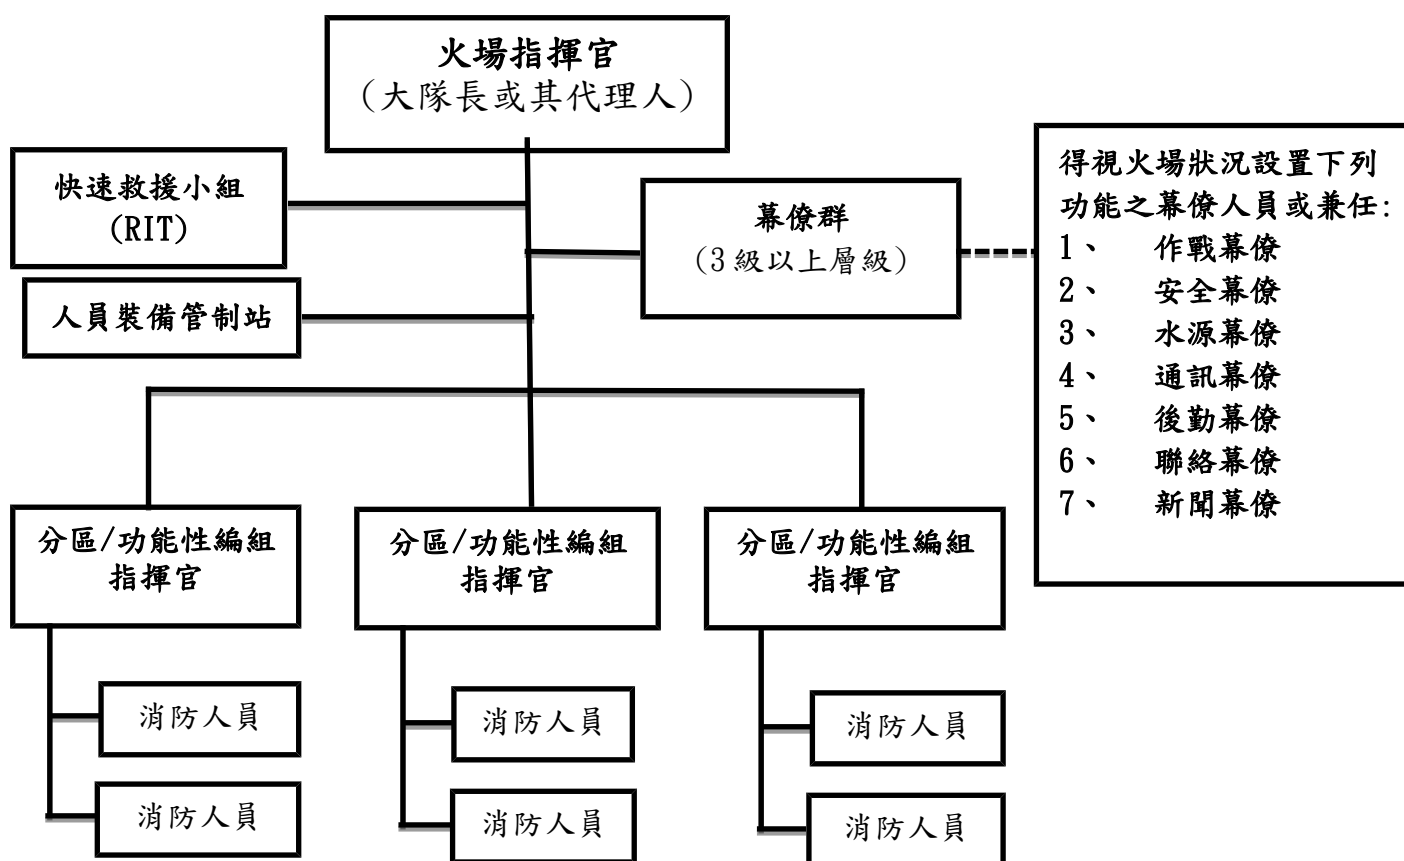 火場指揮官
(大隊長或其代理人)
快速救援小組
(RIT)
幕僚群
(3級以上層級)
人員裝備管制站
得視火場狀況設置下列
功能之幕僚人員或兼任:
1、 作戰幕僚
2、 安全幕僚
3、 水源幕僚
4、 通訊幕僚
5、 後勤幕僚
6、 聯絡幕僚
7、 新聞幕僚
分區/功能性編組
指揮官
消防人員
消防人員
分區/功能性編組
指揮官
消防人員
消防人員
分區/功能性編組
指揮官
消防人員
消防人員